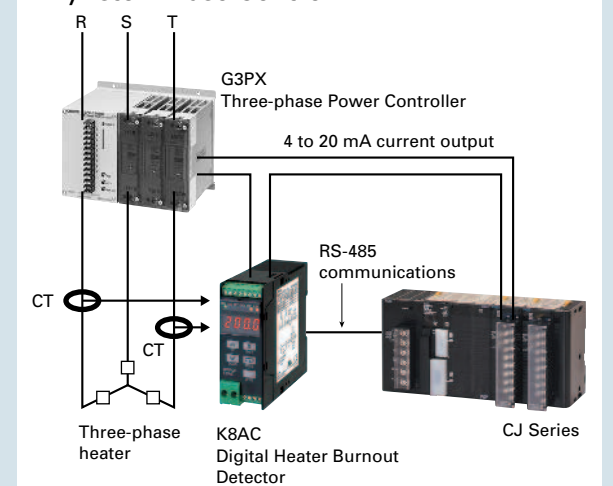 R S T
G3PX
Three-phase Power Controller
4 to 20 mA current output
RS-485
communications
CT
CT
Three-phase
heater
K8AC
Digital Heater Burnout
Detector
CJ Series